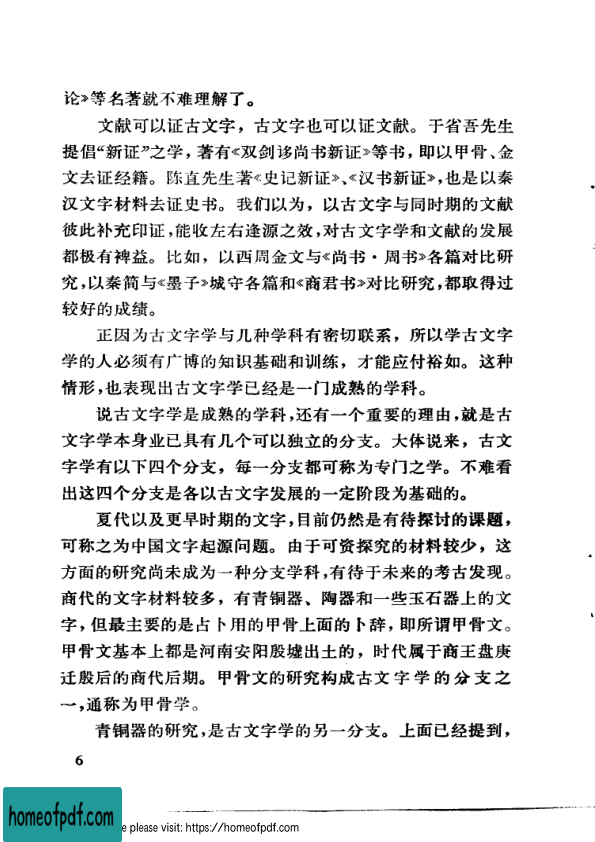 论》等名著就不难理解了。
文献可以证古文字，古文字也可以证文献。于省吾先生
提倡“新证”之学，著有《双剑誃尚书新证》等书，即以甲骨、金
文去证经籍。陈直先生著《史记新证》、《汉书新证》，也是以秦
汉文字材料去证史书。我们以为，以古文字与同时期的文献
彼此补充印证，能收左右逢源之效，对古文字学和文献的发展
都极有裨益。比如，以西周金文与《尚书·周书》各篇对比研
究，以秦简与《墨子》城守各篇和《商君书》对比研究，都取得过
较好的成绩。
正因为古文字学与几种学科有密切联系，所以学古文字
学的人必须有广博的知识基础和训练，才能应付裕如。这种
情形，也表现出古文字学已经是一门成熟的学科。
说古文字学是成熟的学科，还有一个重要的理由，就是古
文字学本身业已具有几个可以独立的分支。大体说来，古文
字学有以下四个分支，每一分支都可称为专门之学。不难看
出这四个分支是各以古文字发展的一定阶段为基础的。
夏代以及更早时期的文字，目前仍然是有待探讨的课题，
可称之为中国文字起源问题。由于可资探究的材料较少，这
方面的研究尚未成为一种分支学科，有待于未来的考古发现。
商代的文字材料较多，有青铜器、陶器和一些玉石器上的文
字，但最主要的是占卜用的甲骨上面的卜辞，即所谓甲骨文。
甲骨文基本上都是河南安阳殷墟出土的，时代属于商王盘庚
迁殷后的商代后期。甲骨文的研究构成古文字学的分支之
一，通称为甲骨学。
青铜器的研究，是古文字学的另一分支。上面已经提到，
6
homeofpdf.com
e please visit: https://homeofpdf.com